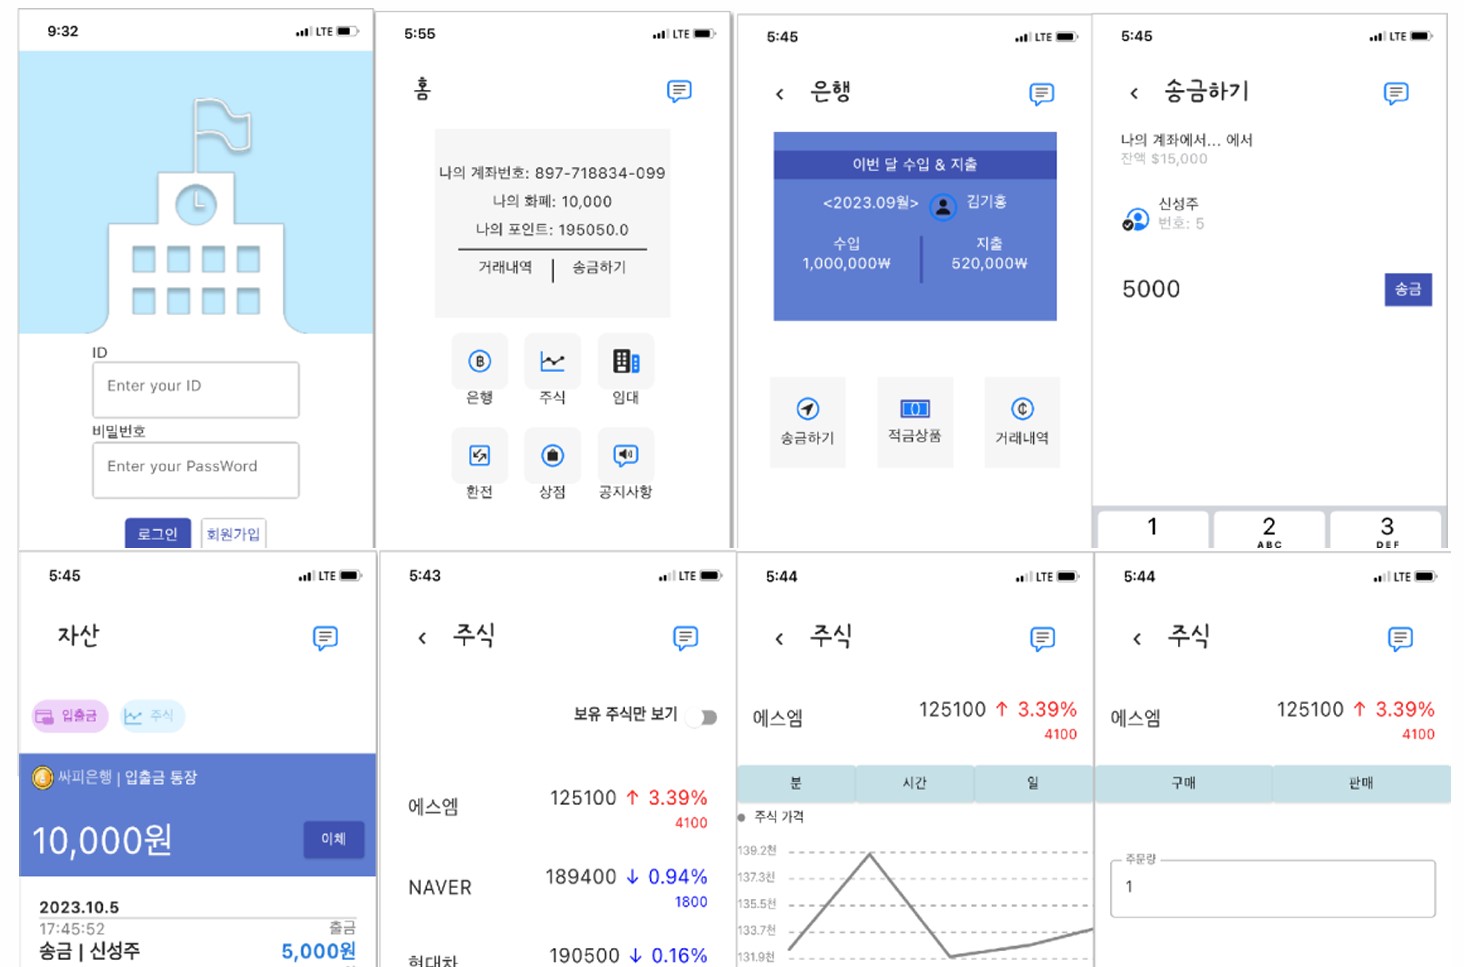 9:32
LTE
ID
Enter your ID
비밀번호
Enter your PassWord
로그인 회원가입
5:55
LTE
홈
나의 계좌번호: 897-718834-099
나의 화폐: 10,000
나의 포인트: 195050.0
거래내역 | 송금하기
은행 주식 임대
환전 상점 공지사항
5:45
LTE
은행
이번 달 수입 & 지출
<2023.09월> 김기홍
수입 지출
1,000,000₩ 520,000₩
송금하기 적금상품 거래내역
5:45
LTE
송금하기
나의 계좌에서... 에서
잔액 $15,000
신성주
번호: 5
5000 송금
1 2 3
ABC DEF
5:45
LTE
자산
입출금 주식
싸피은행 | 입출금 통장
10,000원 이체
2023.10.5
17:45:52 출금
송금 | 신성주 5,000원
5:43
LTE
주식
보유 주식만 보기
에스엠 125100 ↑ 3.39%
4100
NAVER 189400 ↓ 0.94%
1800
현대차 190500 ↓ 0.16%
5:44
LTE
주식
에스엠 125100 ↑ 3.39%
4100
분 시간 일
주식 가격
139.2천
137.3천
135.5천
133.7천
131.9천
5:44
LTE
주식
에스엠 125100 ↑ 3.39%
4100
구매 판매
주문량
1